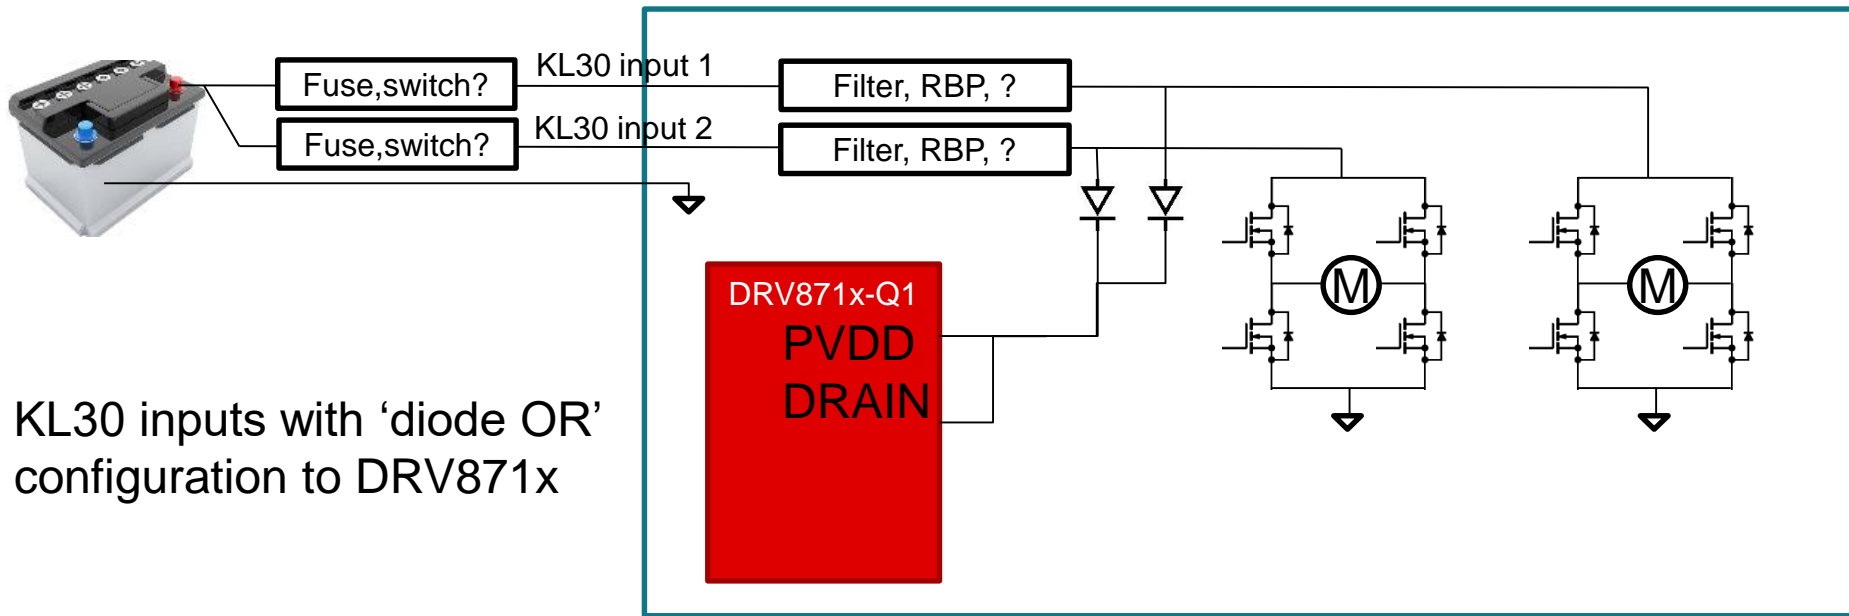 Fuse,switch?
KL30 input 1
Filter, RBP, ?
Fuse,switch?
KL30 input 2
Filter, RBP, ?
DRV871x-Q1
PVDD
DRAIN
M
M
KL30 inputs with ‘diode OR’
configuration to DRV871x